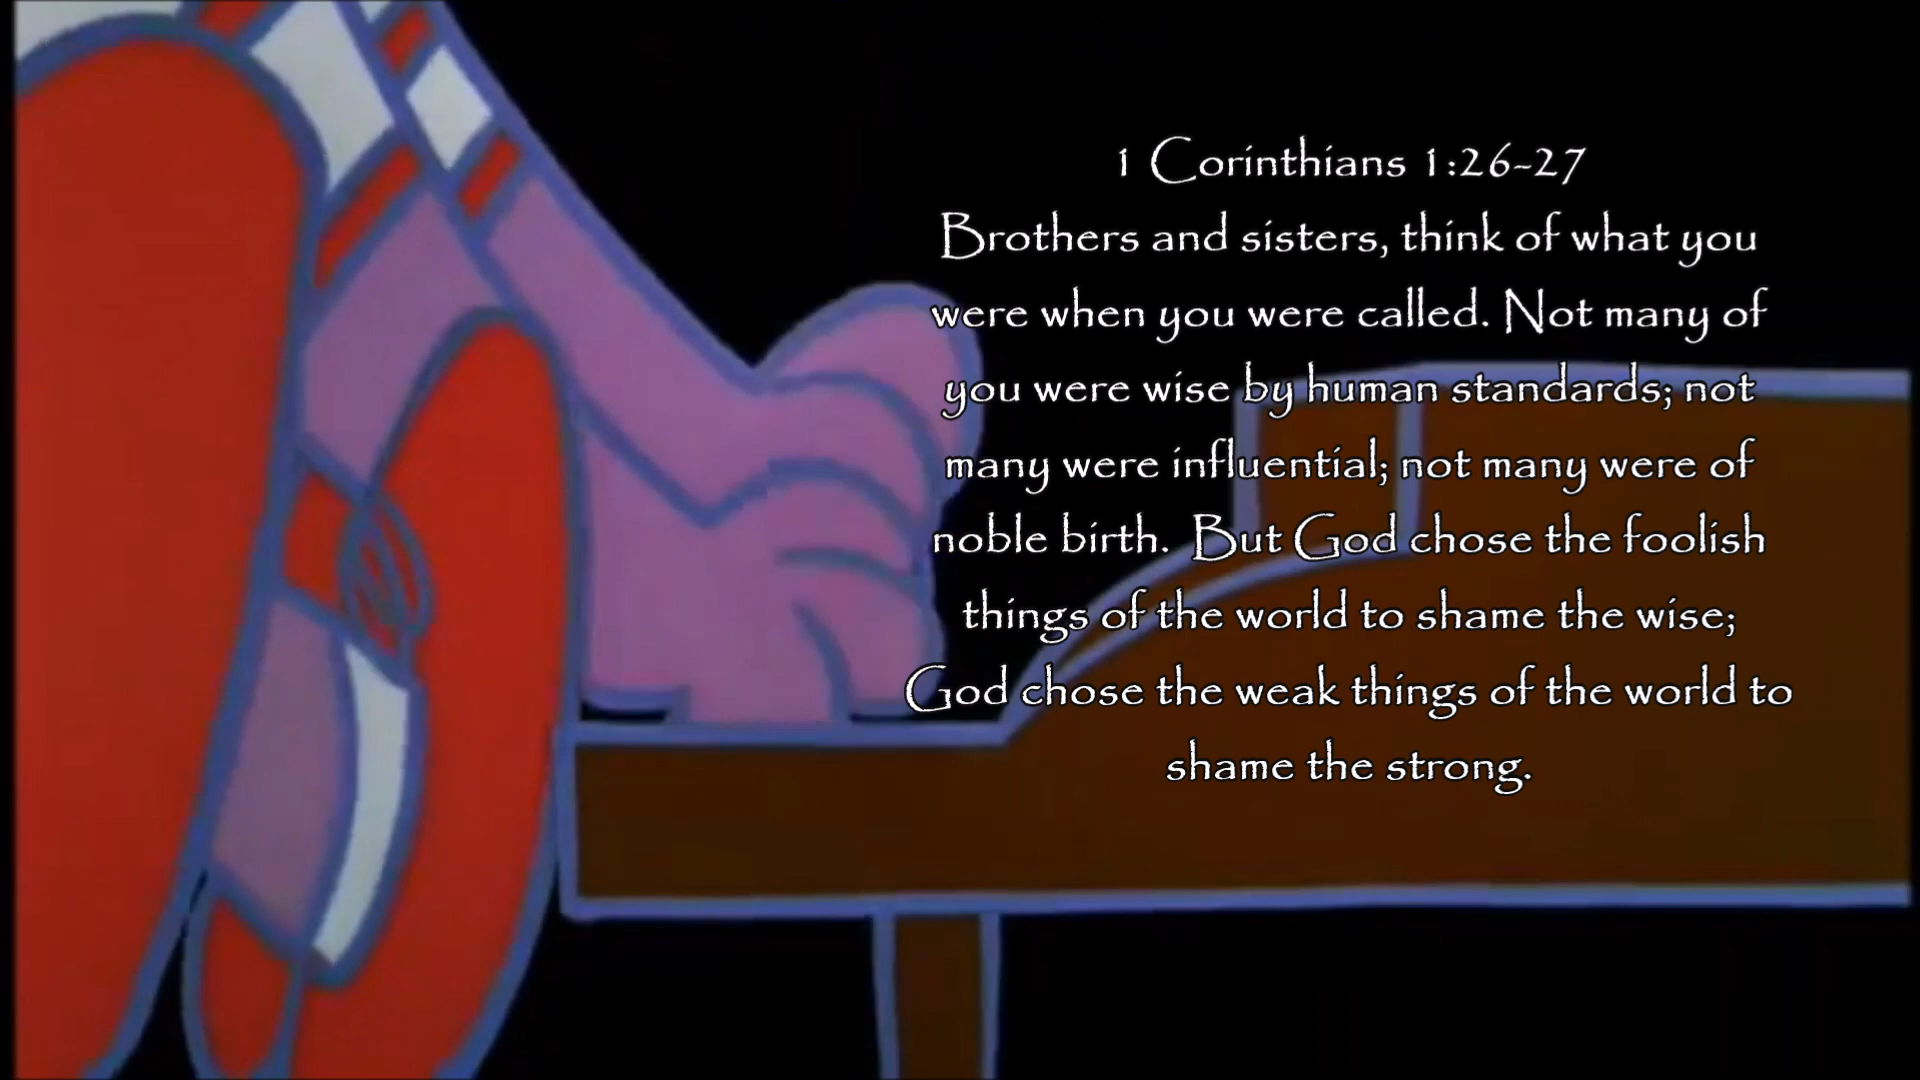 1 Corinthians 1:26-27
Brothers and sisters, think of what you
were when you were called. Not many of
you were wise by human standards; not
many were influential; not many were of
noble birth. But God chose the foolish
things of the world to shame the wise;
God chose the weak things of the world to
shame the strong.